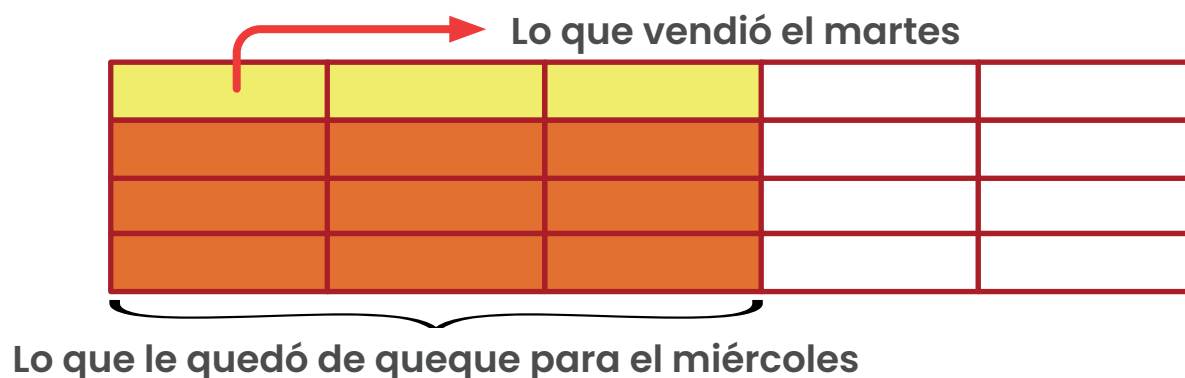 Lo que vendió el martes
Lo que le quedó de queque para el miércoles